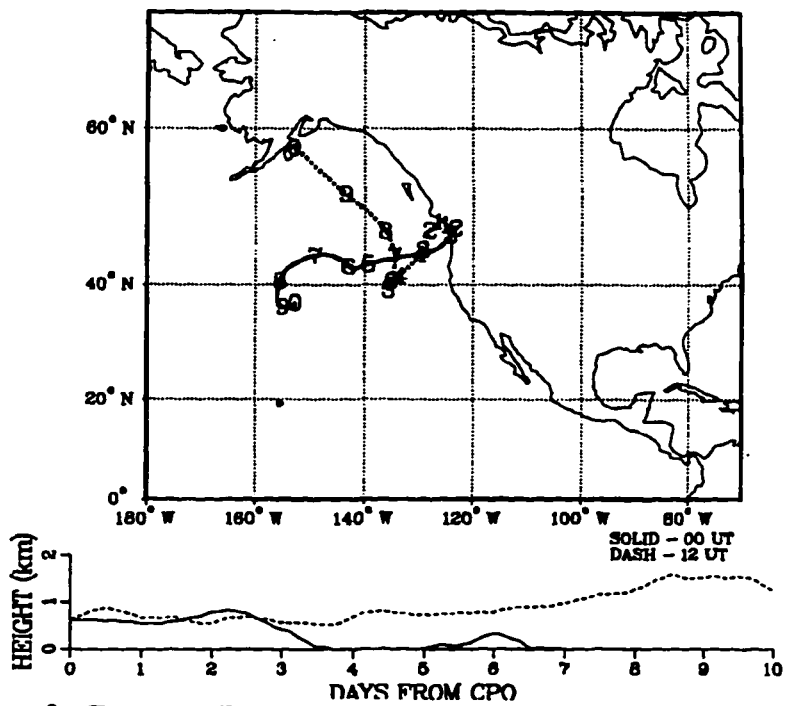 60° N
40° N
20° N
0°
180° W 160° W 140° W 120° W 100° W 80° W
SOLID - 00 UT
DASH - 12 UT
HEIGHT (km)
2
1
0
0 1 2 3 4 5 6 7 8 9 10
DAYS FROM CPO